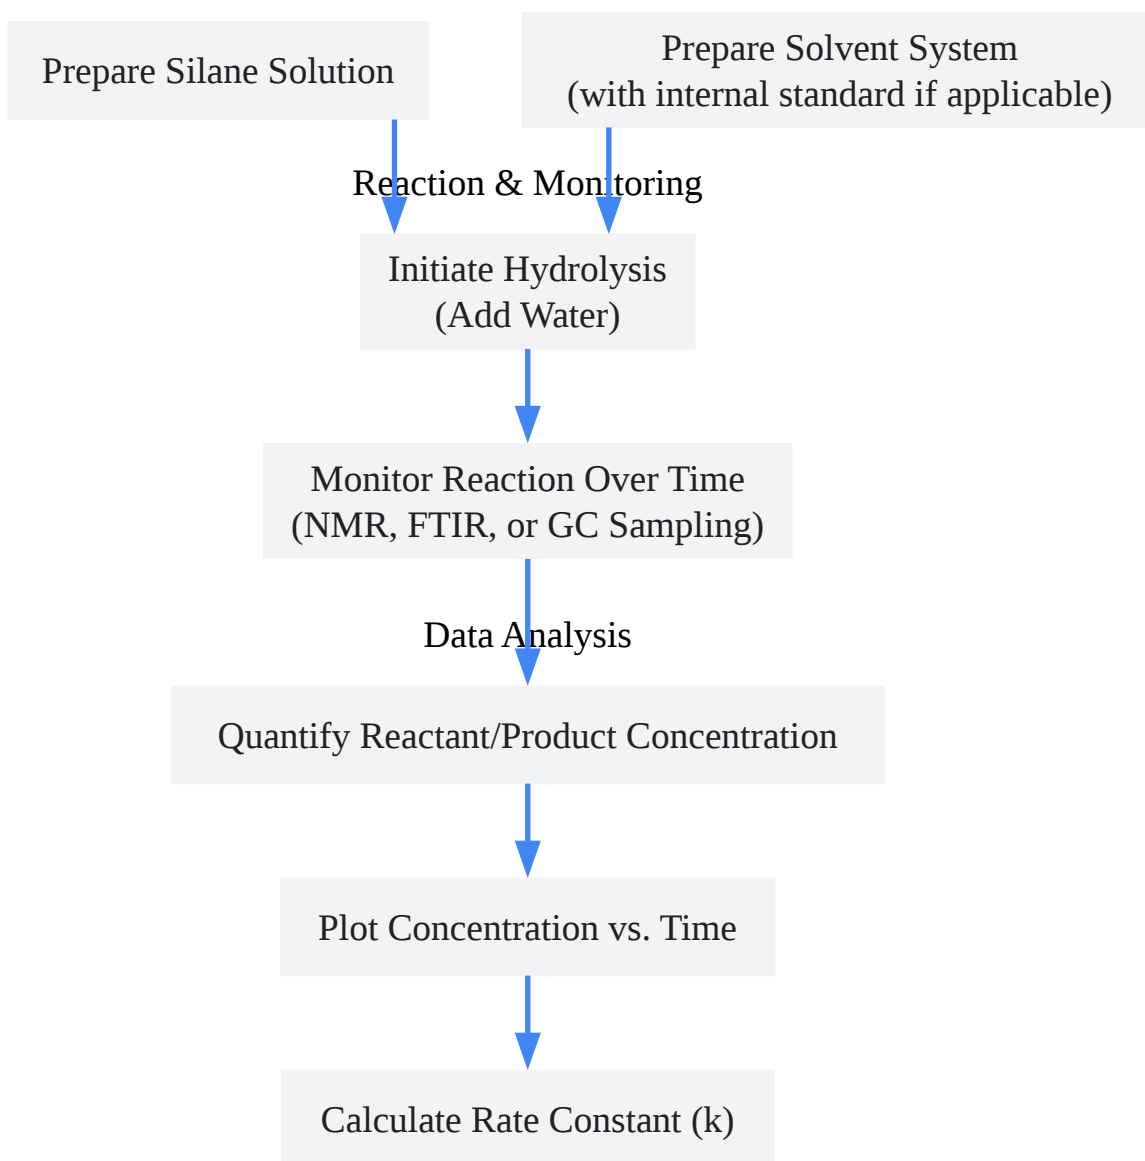 Prepare Silane Solution
Prepare Solvent System
(with internal standard if applicable)
Reaction & Monitoring
Initiate Hydrolysis
(Add Water)
Monitor Reaction Over Time
(NMR, FTIR, or GC Sampling)
Data Analysis
Quantify Reactant/Product Concentration
Plot Concentration vs. Time
Calculate Rate Constant (k)